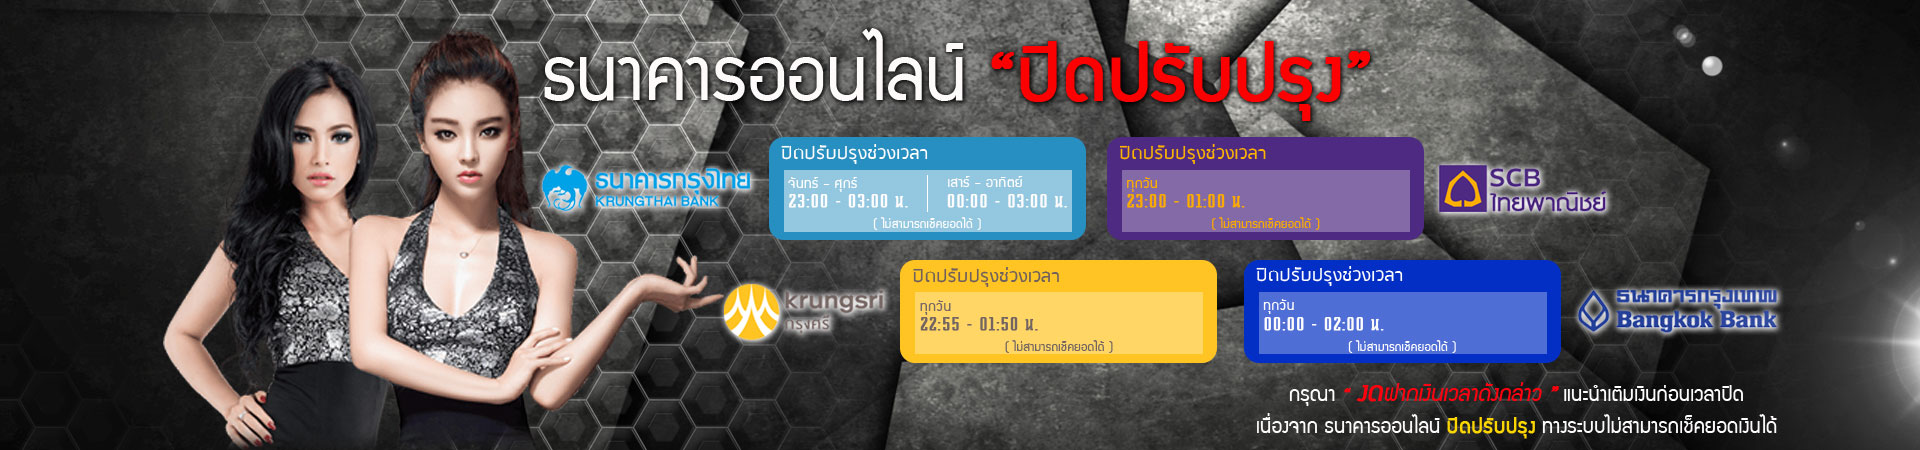 ธนาคารออนไลน์ “ปิดปรับปรุง”
ธนาคารกรุงไทย
KRUNGTHAI BANK
ปิดปรับปรุงช่วงเวลา
จันทร์ - ศุกร์
23:00 - 03:00 น.
เสาร์ - อาทิตย์
00:00 - 03:00 น.
( ไม่สามารถเช็คยอดได้ )
ปิดปรับปรุงช่วงเวลา
ทุกวัน
23:00 - 01:00 น.
( ไม่สามารถเช็คยอดได้ )
SCB
ไทยพาณิชย์
krungsri
กรุงศรี
ปิดปรับปรุงช่วงเวลา
ทุกวัน
22:55 - 01:50 น.
( ไม่สามารถเช็คยอดได้ )
ปิดปรับปรุงช่วงเวลา
ทุกวัน
00:00 - 02:00 น.
( ไม่สามารถเช็คยอดได้ )
ธนาคารกรุงเทพ
Bangkok Bank
กรุณา “ งดฝากเงินเวลาดังกล่าว ” แนะนำเติมเงินก่อนเวลาปิด
เนื่องจาก ธนาคารออนไลน์ ปิดปรับปรุง ทางระบบไม่สามารถเช็คยอดเงินได้